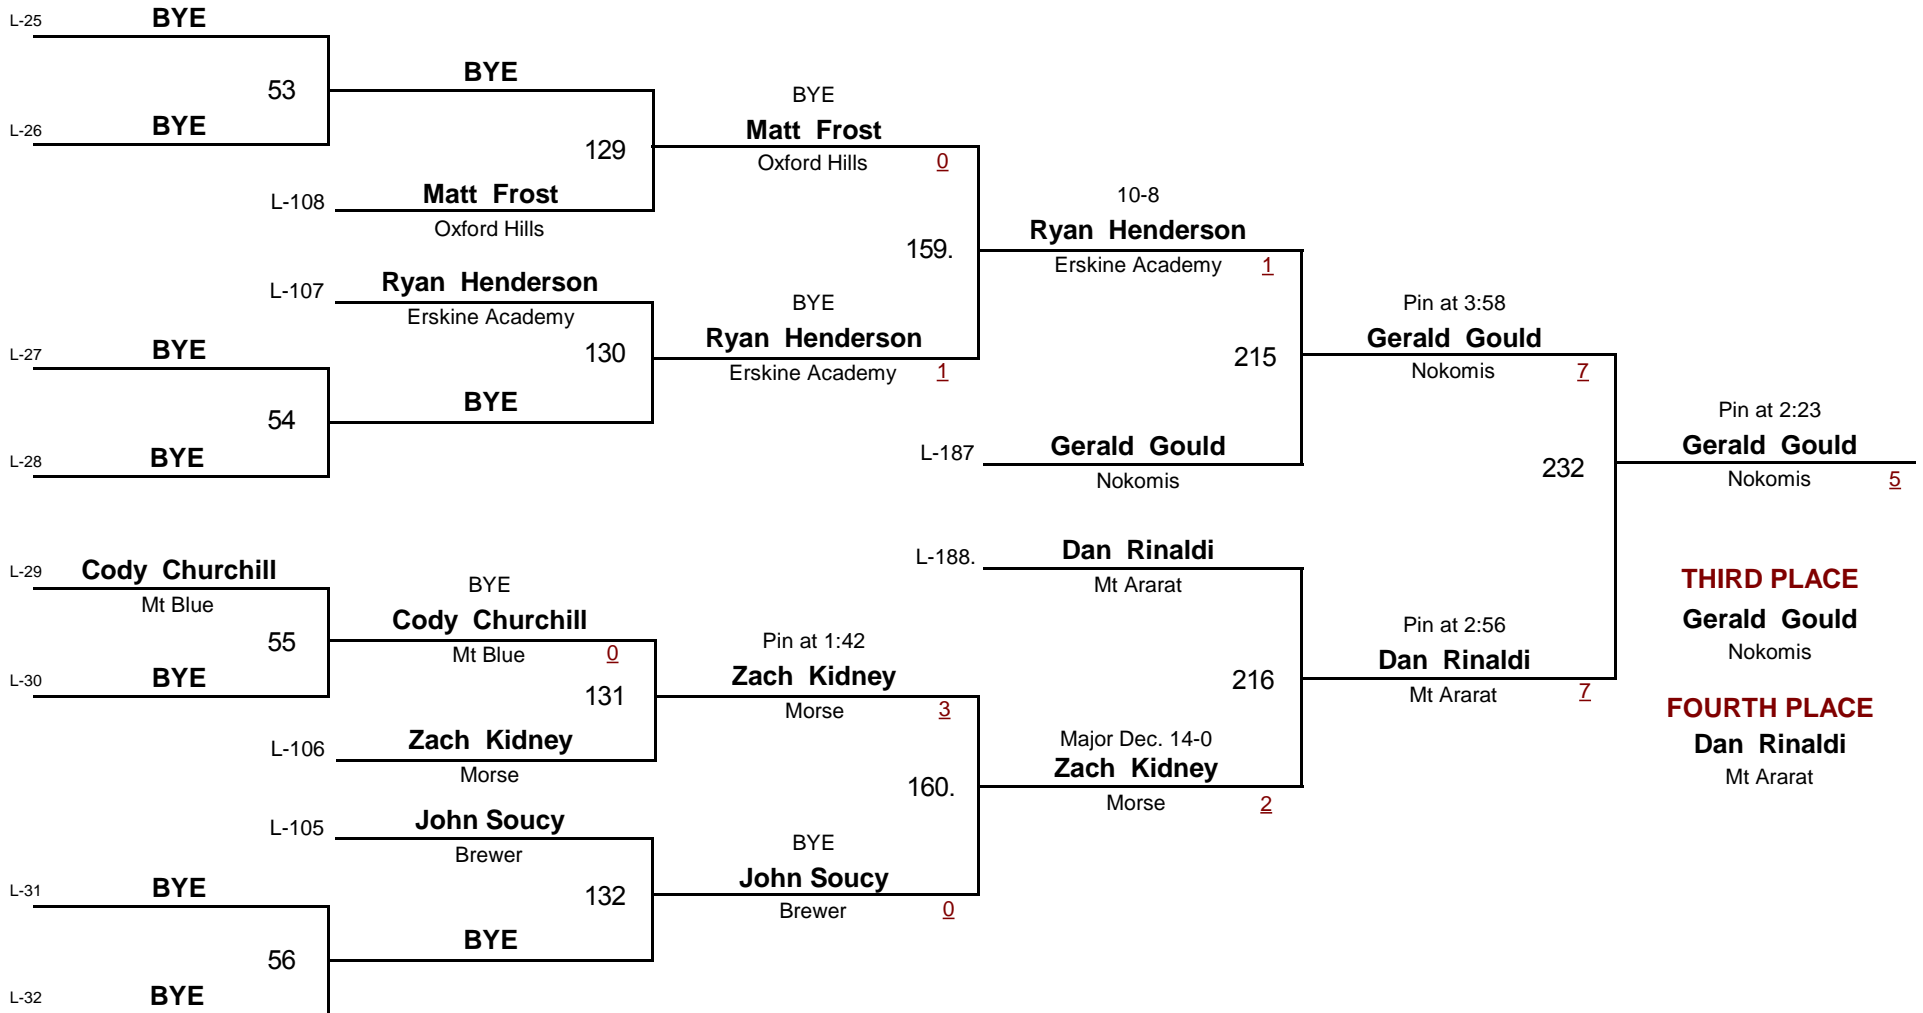 L-25 BYE
53
L-26 BYE
BYE
129
L-108 Matt Frost
Oxford Hills
BYE
Matt Frost
Oxford Hills 0
L-107 Ryan Henderson
Erskine Academy
130
L-27 BYE
54
L-28 BYE
BYE
BYE
Ryan Henderson
Erskine Academy 1
159.
10-8
Ryan Henderson
Erskine Academy 1
215
L-187 Gerald Gould
Nokomis
Pin at 3:58
Gerald Gould
Nokomis 7
232
Pin at 2:23
Gerald Gould
Nokomis 5
L-29 Cody Churchill
Mt Blue
55
L-30 BYE
BYE
Cody Churchill
Mt Blue 0
131
L-106 Zach Kidney
Morse
Pin at 1:42
Zach Kidney
Morse 3
L-105 John Soucy
Brewer
132
L-31 BYE
56
L-32 BYE
BYE
BYE
John Soucy
Brewer 0
160.
Major Dec. 14-0
Zach Kidney
Morse 2
L-188. Dan Rinaldi
Mt Ararat
216
Pin at 2:56
Dan Rinaldi
Mt Ararat 7
THIRD PLACE
Gerald Gould
Nokomis
FOURTH PLACE
Dan Rinaldi
Mt Ararat